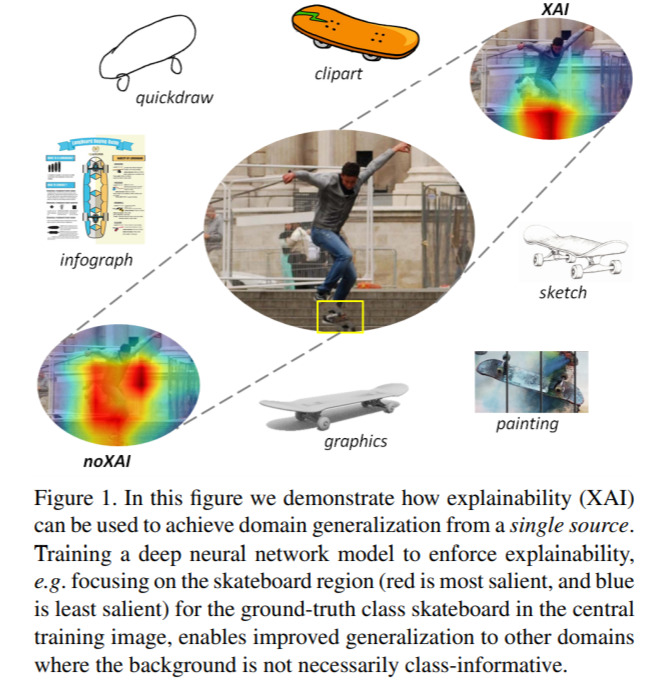 XAI
clipart
quickdraw
infograph
sketch
painting
graphics
noXAI
Figure 1. In this figure we demonstrate how explainability (XAI)
can be used to achieve domain generalization from a single source.
Training a deep neural network model to enforce explainability,
e.g. focusing on the skateboard region (red is most salient, and blue
is least salient) for the ground-truth class skateboard in the central
training image, enables improved generalization to other domains
where the background is not necessarily class-informative.